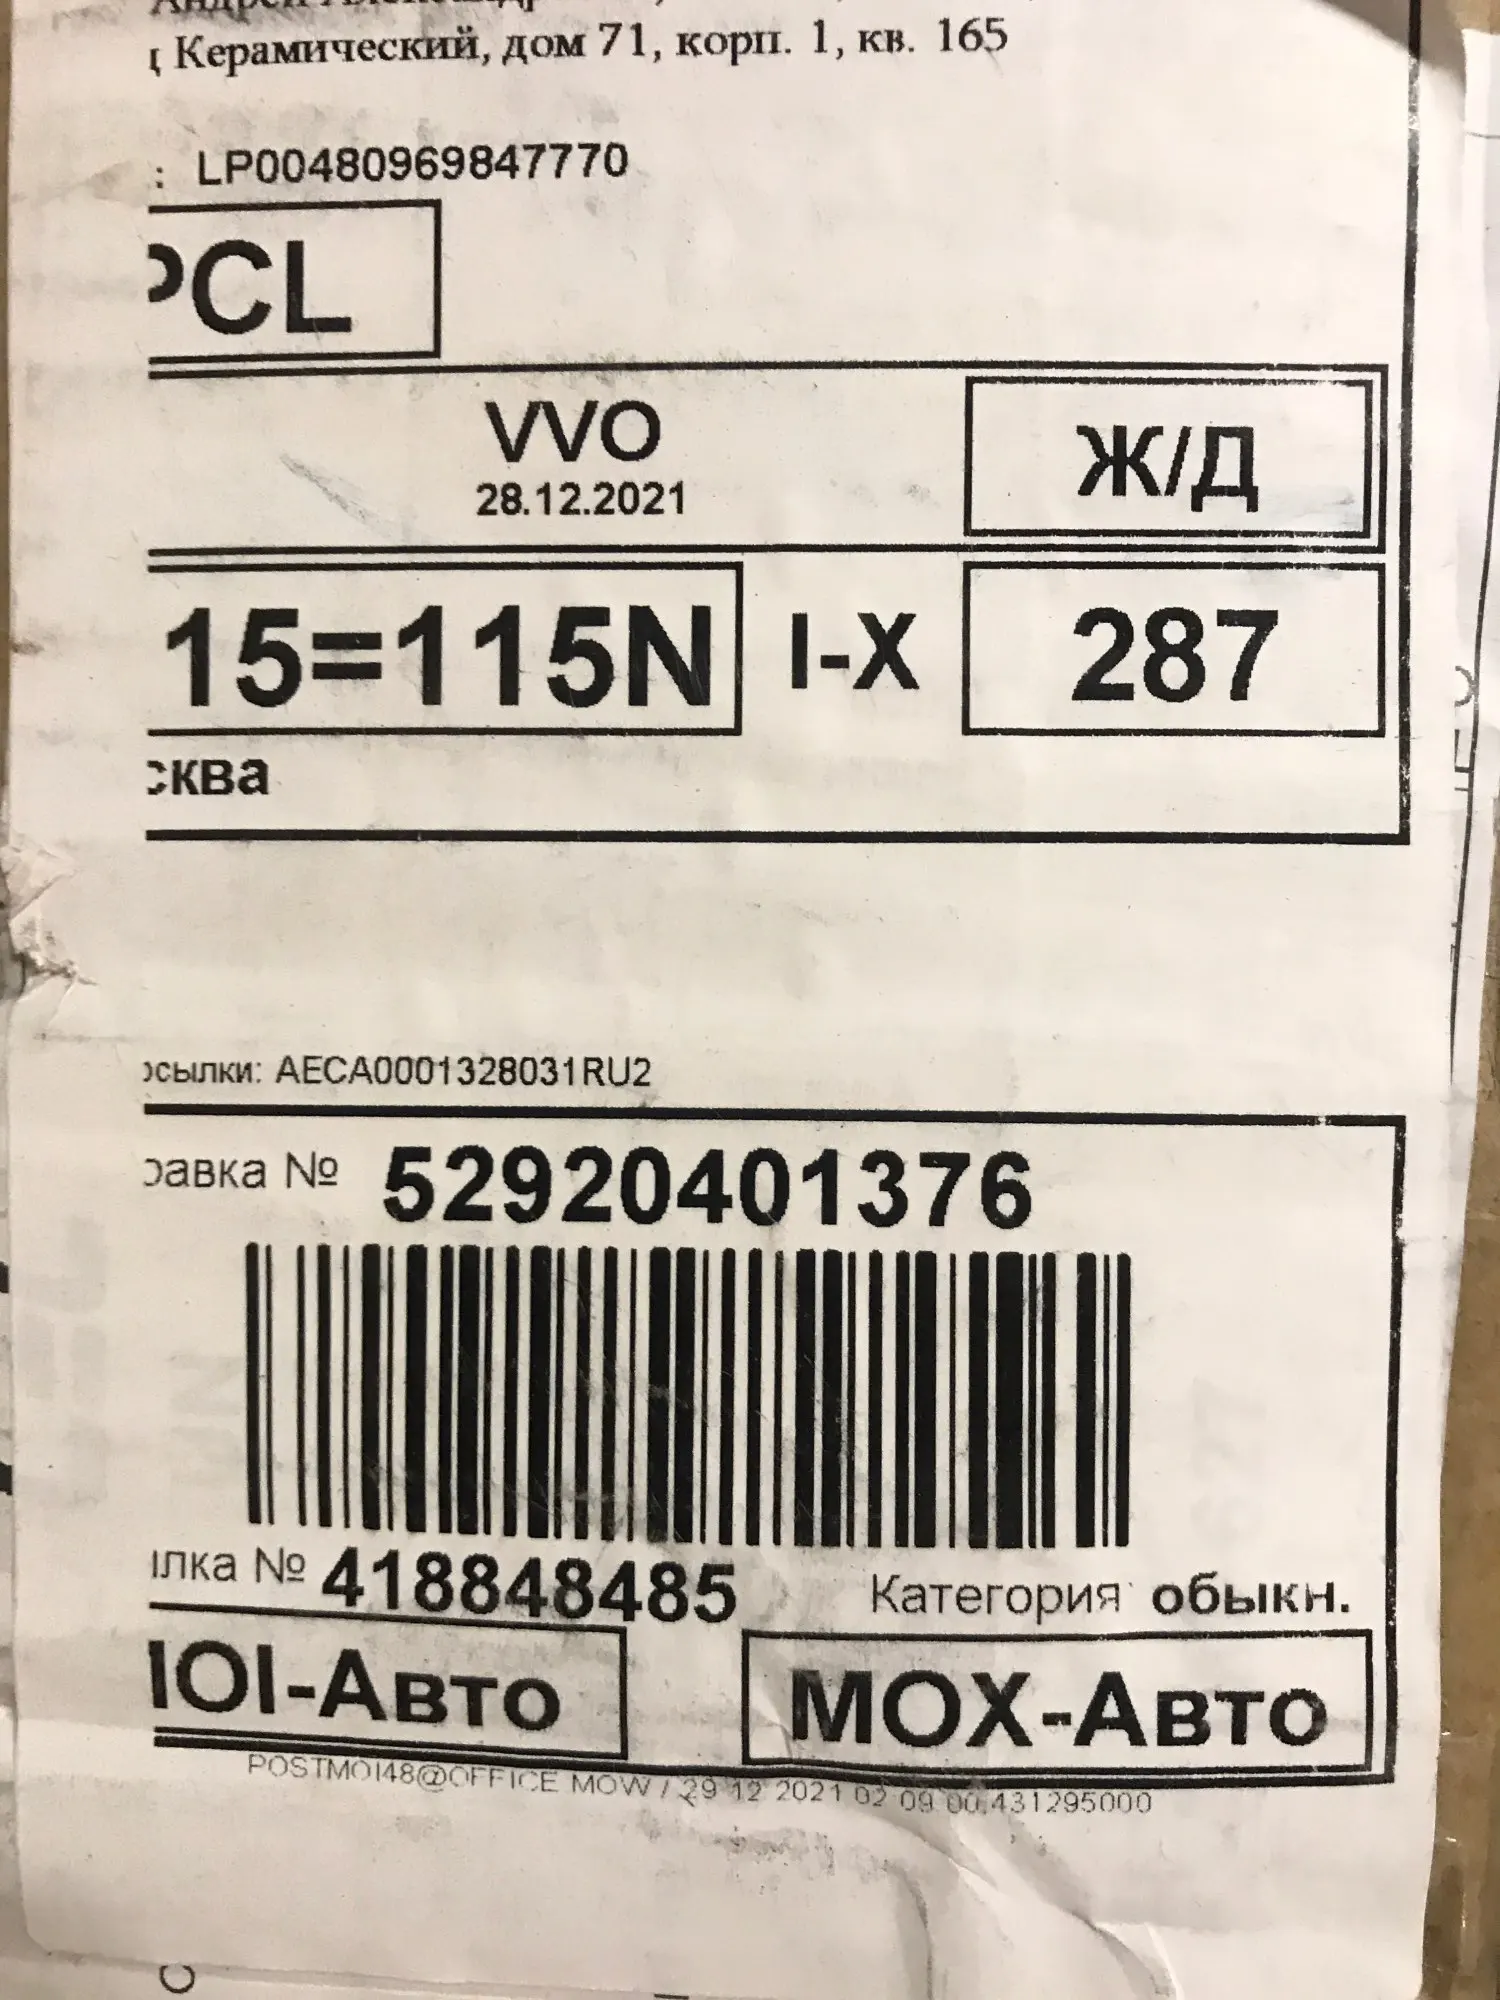 Керамический, дом 71, корп. 1, кв. 165
: LP00480969847770
PCL
VVO
28.12.2021
Ж/Д
15=115N
I-X
287
сква
осылки: AECA0001328031RU2
равка № 52920401376
лка № 418848485
Категория обыкн.
IOI-Авто
МОХ-Авто
POSTMOI48@OFFICE MOW / 29 12 2021 02 09 00.431295000